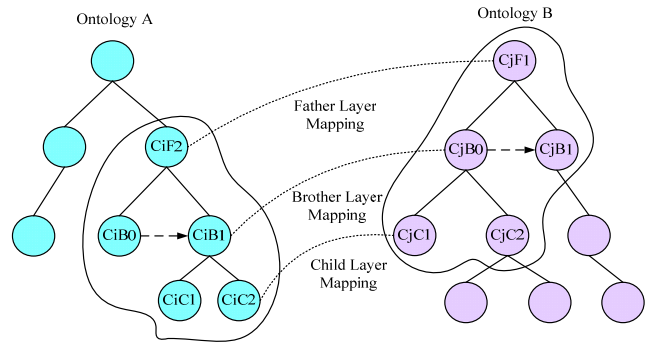 Ontology A
Ontology B
CjF1
Father Layer
Mapping
CiF2
CjB0
CjB1
Brother Layer
Mapping
CiB0
CiB1
CjC1
CjC2
Child Layer
Mapping
CiC1
CiC2